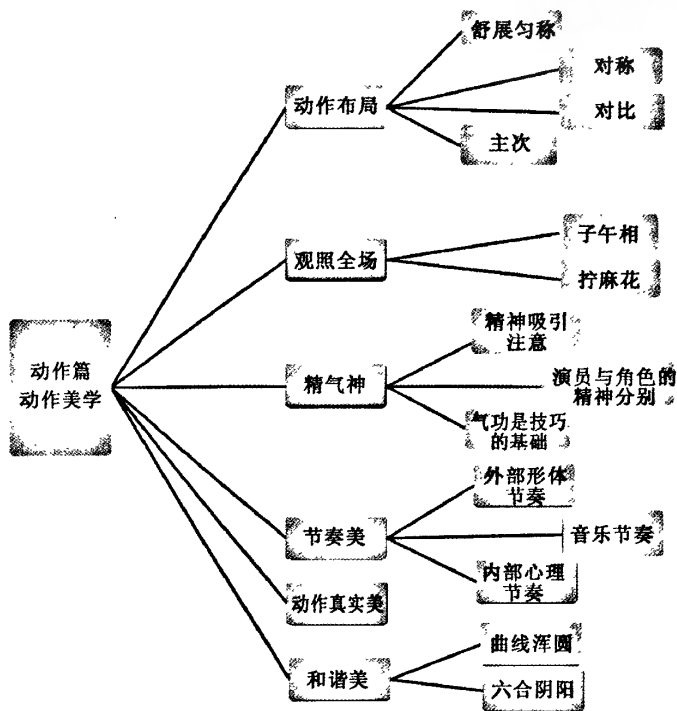 动作篇
动作美学
动作布局
舒展匀称
对称
对比
主次
观照全场
子午相
拧麻花
精气神
精神吸引
注意
演员与角色的
精神分别
气功是技巧
的基础
节奏美
外部形体
节奏
音乐节奏
内部心理
节奏
动作真实美
和谐美
曲线浑圆
六合阴阳